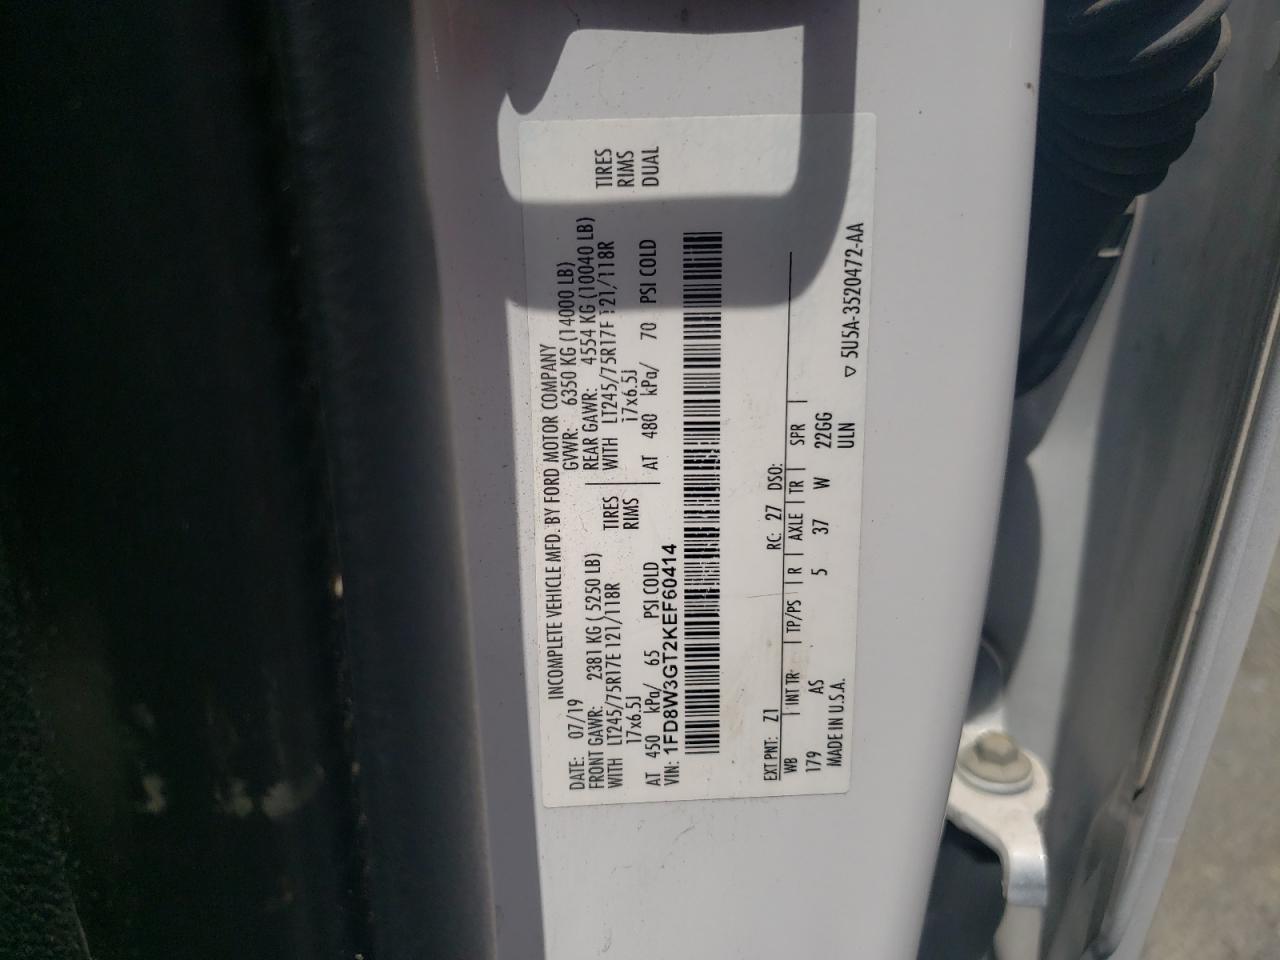 INCOMPLETE VEHICLE MFD. BY FORD MOTOR COMPANY
DATE: 07/19 GVWR: 6350 KG (14000 LB)
FRONT GAWR: 2381 KG ( 5250 LB) REAR GAWR: 4554 KG (10040 LB)
WITH LT245/75R17E 121/118R TIRES WITH LT245/75R17E 121/118R TIRES
17x6.5J RIMS 17x6.5J RIMS
AT 450 kPa/ 65 PSI COLD AT 480 kPa/ 70 PSI COLD DUAL
VIN: 1FD8W3GT2KEF60414
EXT PNT: Z1 RC: 27 DSO:
WB INT TR TP/PS R AXLE TR SPR
179 AS 5 37 W 22GG
MADE IN U.S.A. ULN
▽ 5U5A-3520472-AA